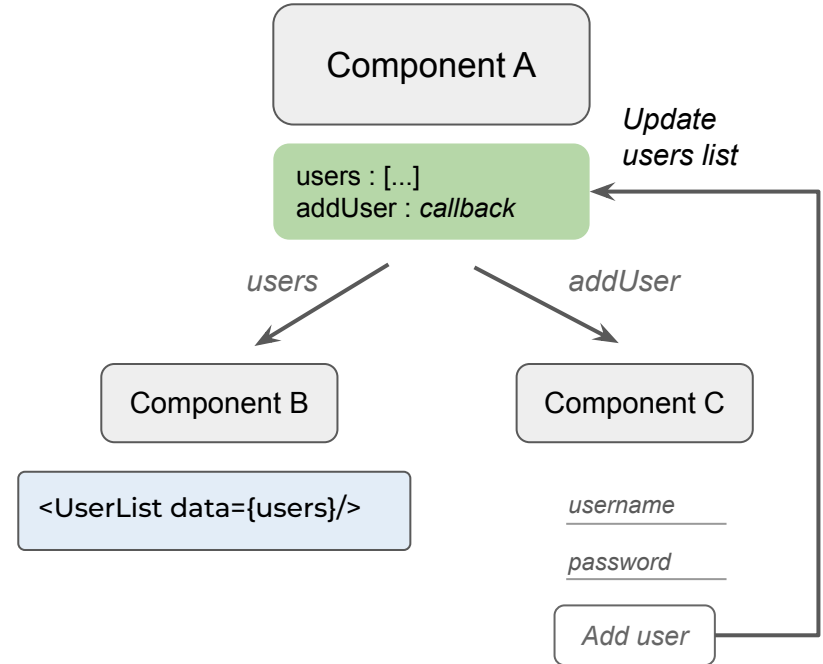 Component A
Update
users list
users : [...]
addUser : callback
users
addUser
Component B
Component C
<UserList data={users}/>
username
password
Add user